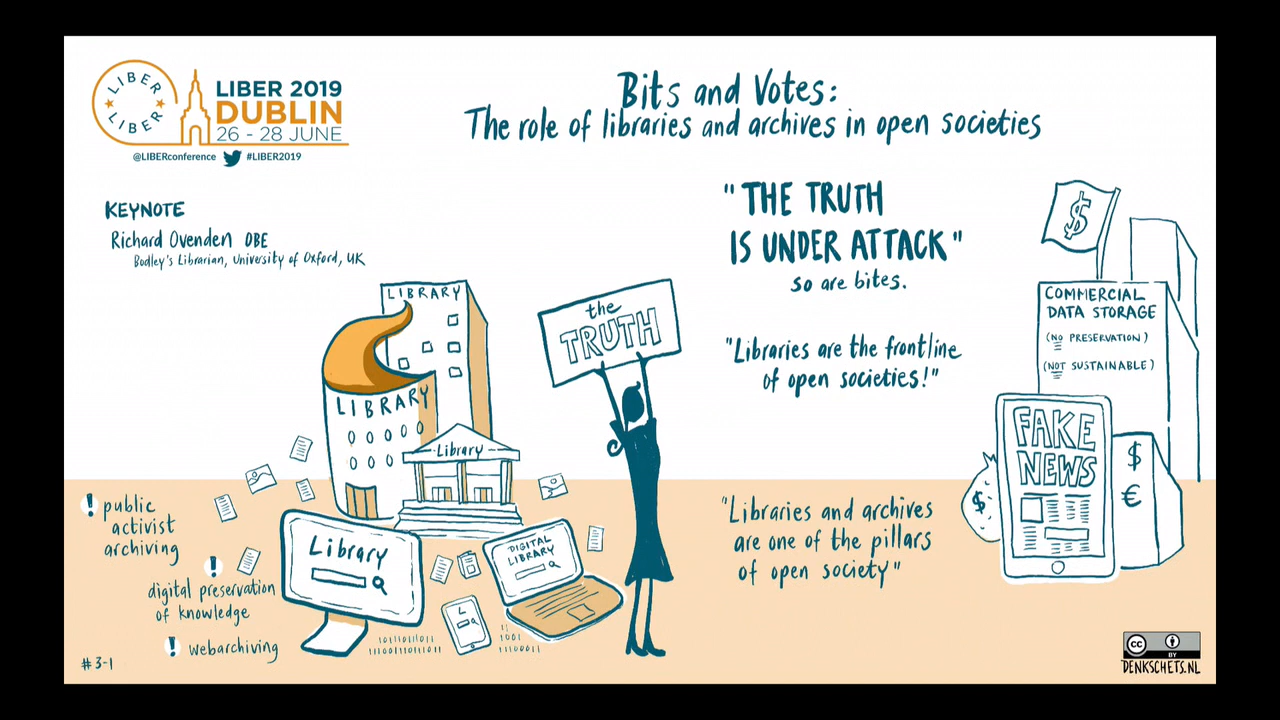 LIBER
LIBER
LIBER 2019
DUBLIN
26 - 28 JUNE
@LIBERconference #LIBER2019
Bits and Votes:
The role of libraries and archives in open societies
KEYNOTE
Richard Ovenden OBE
Bodley's Librarian, University of Oxford, UK
"THE TRUTH
IS UNDER ATTACK"
so are bites.
"Libraries are the frontline
of open societies!"
"Libraries and archives
are one of the pillars
of open society"
LIBRARY
LIBRARY
Library
the
TRUTH
$
COMMERCIAL
DATA STORAGE
(NO PRESERVATION)
(NOT SUSTAINABLE)
FAKE
NEWS
$
$
€
! public
activist
archiving
! digital preservation
of knowledge
! webarchiving
Library
DIGITAL
LIBRARY
L
#3-1
CC BY
DENKSCHETS.NL